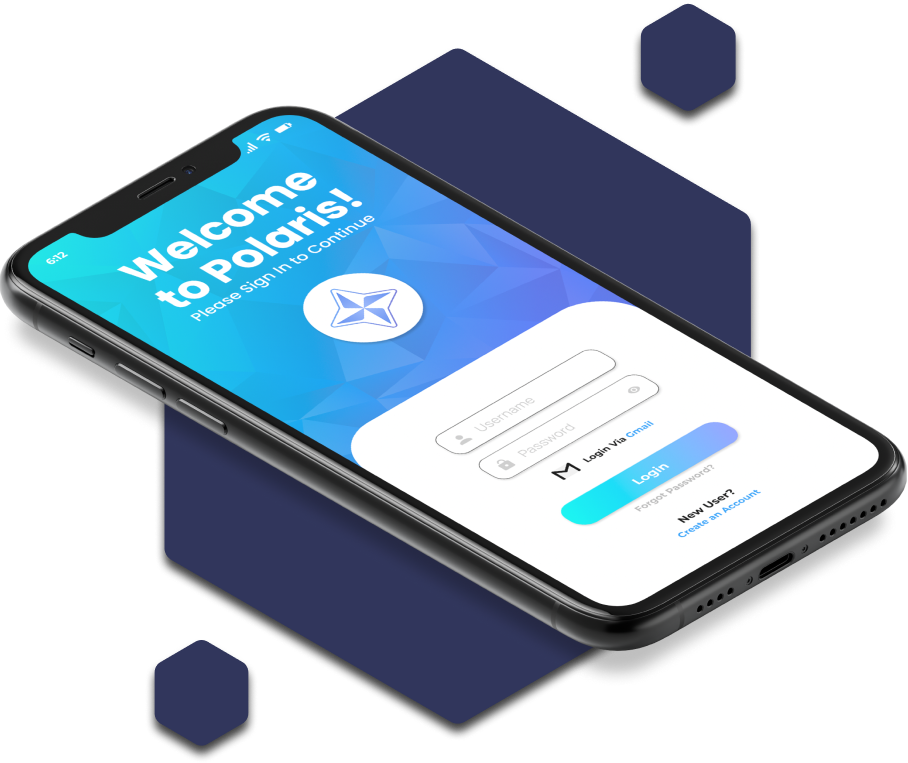 6:12
Welcome
to Polaris!
Please Sign In to Continue
Username
Password
Login Via Gmail
Login
Forgot Password?
New User?
Create an Account